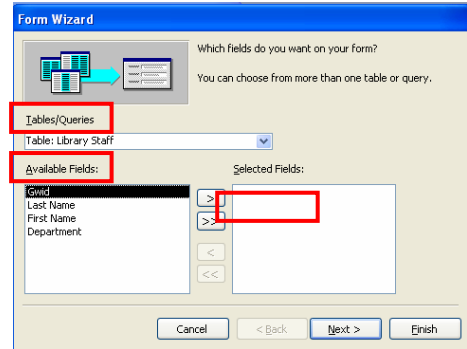 Form Wizard
Which fields do you want on your form?
You can choose from more than one table or query.
Tables/Queries
Table: Library Staff
Available Fields:
Selected Fields:
Gwid
Last Name
First Name
Department
>
>>
<
<<
Cancel
< Back
Next >
Finish